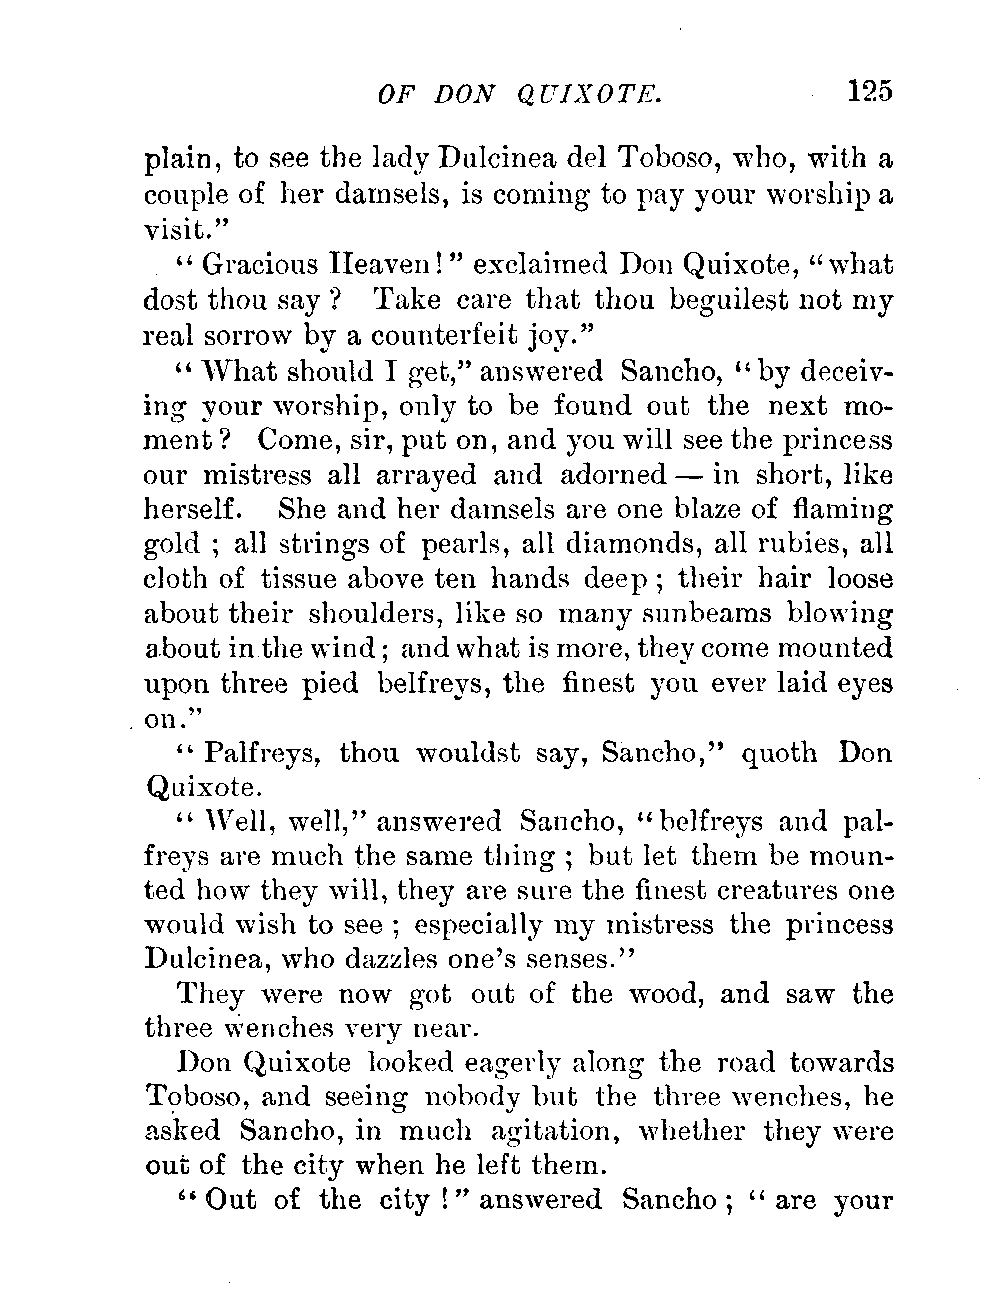 OF DON QUIXOTE. 125
plain, to see the lady Dulcinea del Toboso, who, with a
couple of her damsels, is coming to pay your worship a
visit.”
“ Gracious Heaven! ” exclaimed Don Quixote, “ what
dost thou say ? Take care that thou beguilest not my
real sorrow by a counterfeit joy.”
“ What should I get,” answered Sancho, “ by deceiv-
ing your worship, only to be found out the next mo-
ment ? Come, sir, put on, and you will see the princess
our mistress all arrayed and adorned — in short, like
herself. She and her damsels are one blaze of flaming
gold ; all strings of pearls, all diamonds, all rubies, all
cloth of tissue above ten hands deep ; their hair loose
about their shoulders, like so many sunbeams blowing
about in the wind ; and what is more, they come mounted
upon three pied belfreys, the finest you ever laid eyes
on.”
“ Palfreys, thou wouldst say, Sancho,” quoth Don
Quixote.
“ Well, well,” answered Sancho, “ belfreys and pal-
freys are much the same thing ; but let them be moun-
ted how they will, they are sure the finest creatures one
would wish to see ; especially my mistress the princess
Dulcinea, who dazzles one’s senses.”
They were now got out of the wood, and saw the
three wenches very near.
Don Quixote looked eagerly along the road towards
Toboso, and seeing nobody but the three wenches, he
asked Sancho, in much agitation, whether they were
out of the city when he left them.
“ Out of the city ! ” answered Sancho ; “ are your